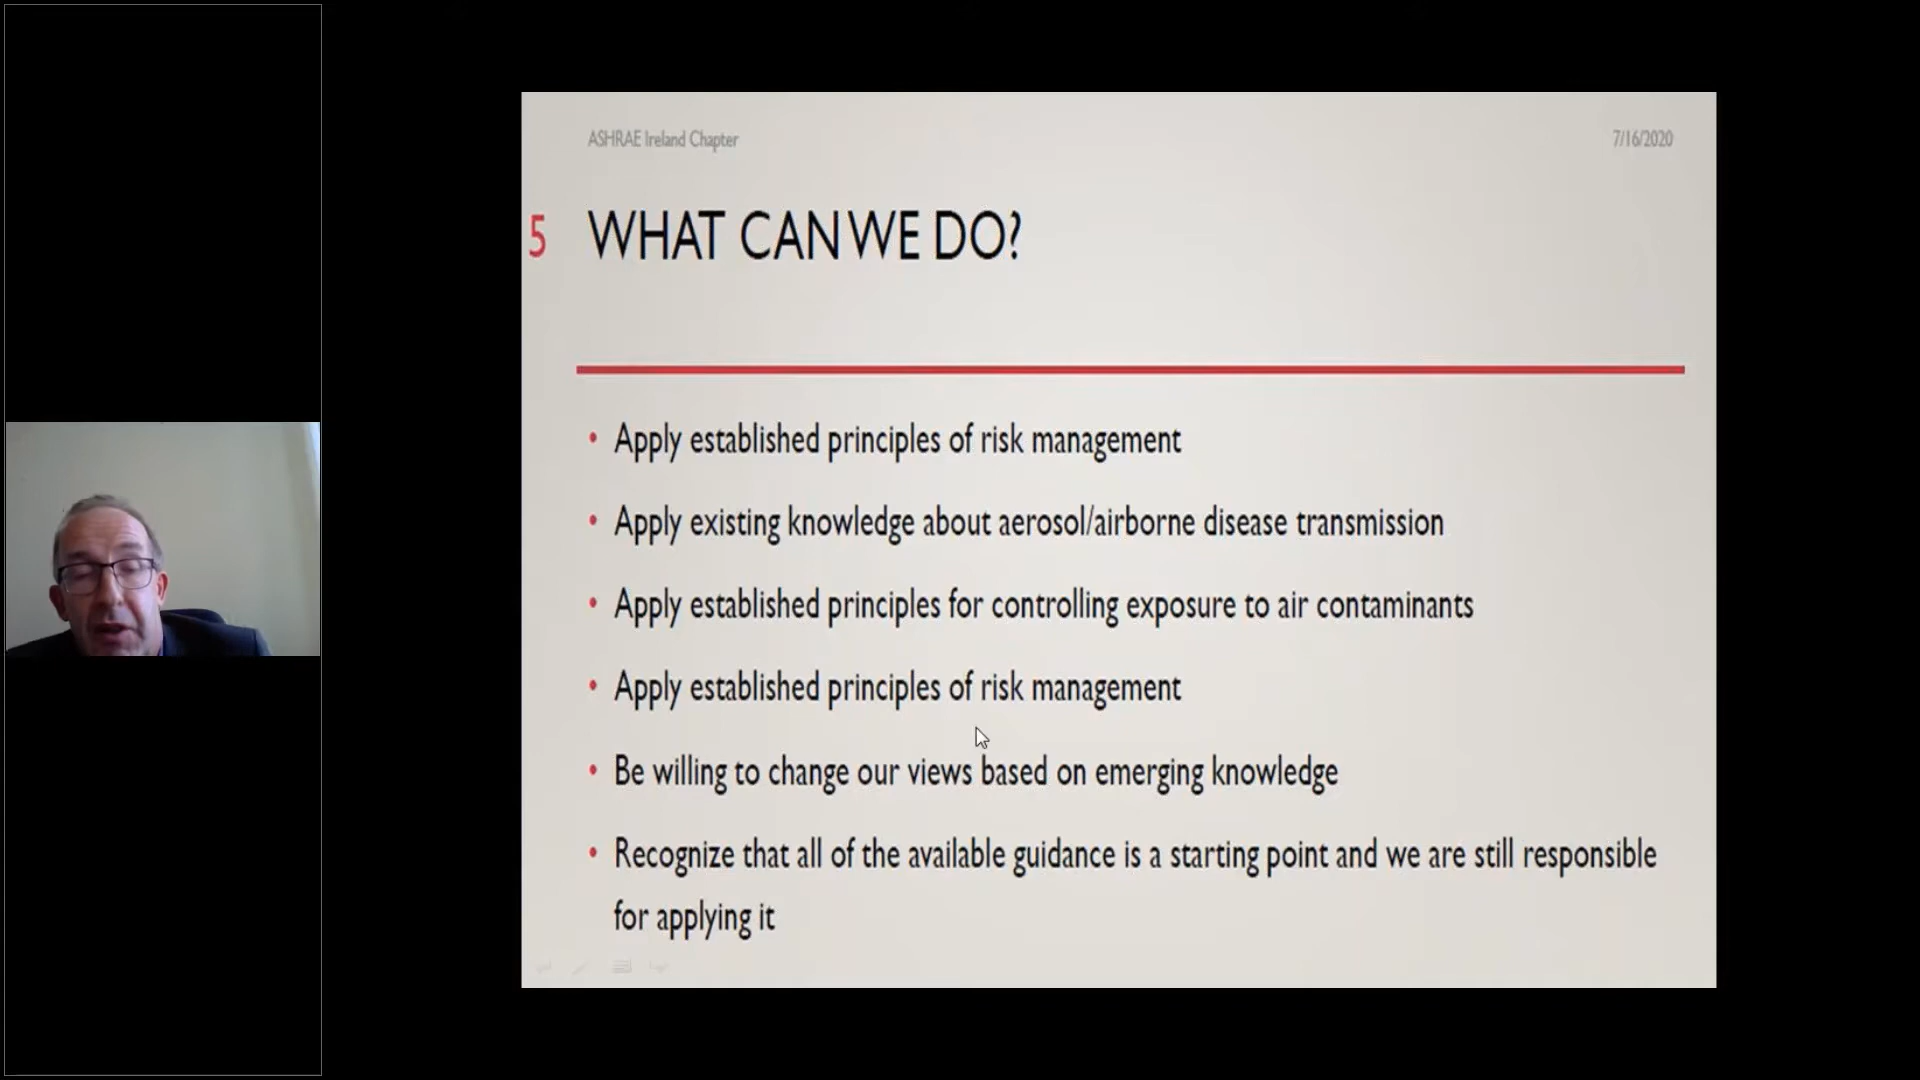 ASHRAE Ireland Chapter
7/16/2020
5
WHAT CAN WE DO?
• Apply established principles of risk management
• Apply existing knowledge about aerosol/airborne disease transmission
• Apply established principles for controlling exposure to air contaminants
• Apply established principles of risk management
• Be willing to change our views based on emerging knowledge
• Recognize that all of the available guidance is a starting point and we are still responsible
for applying it